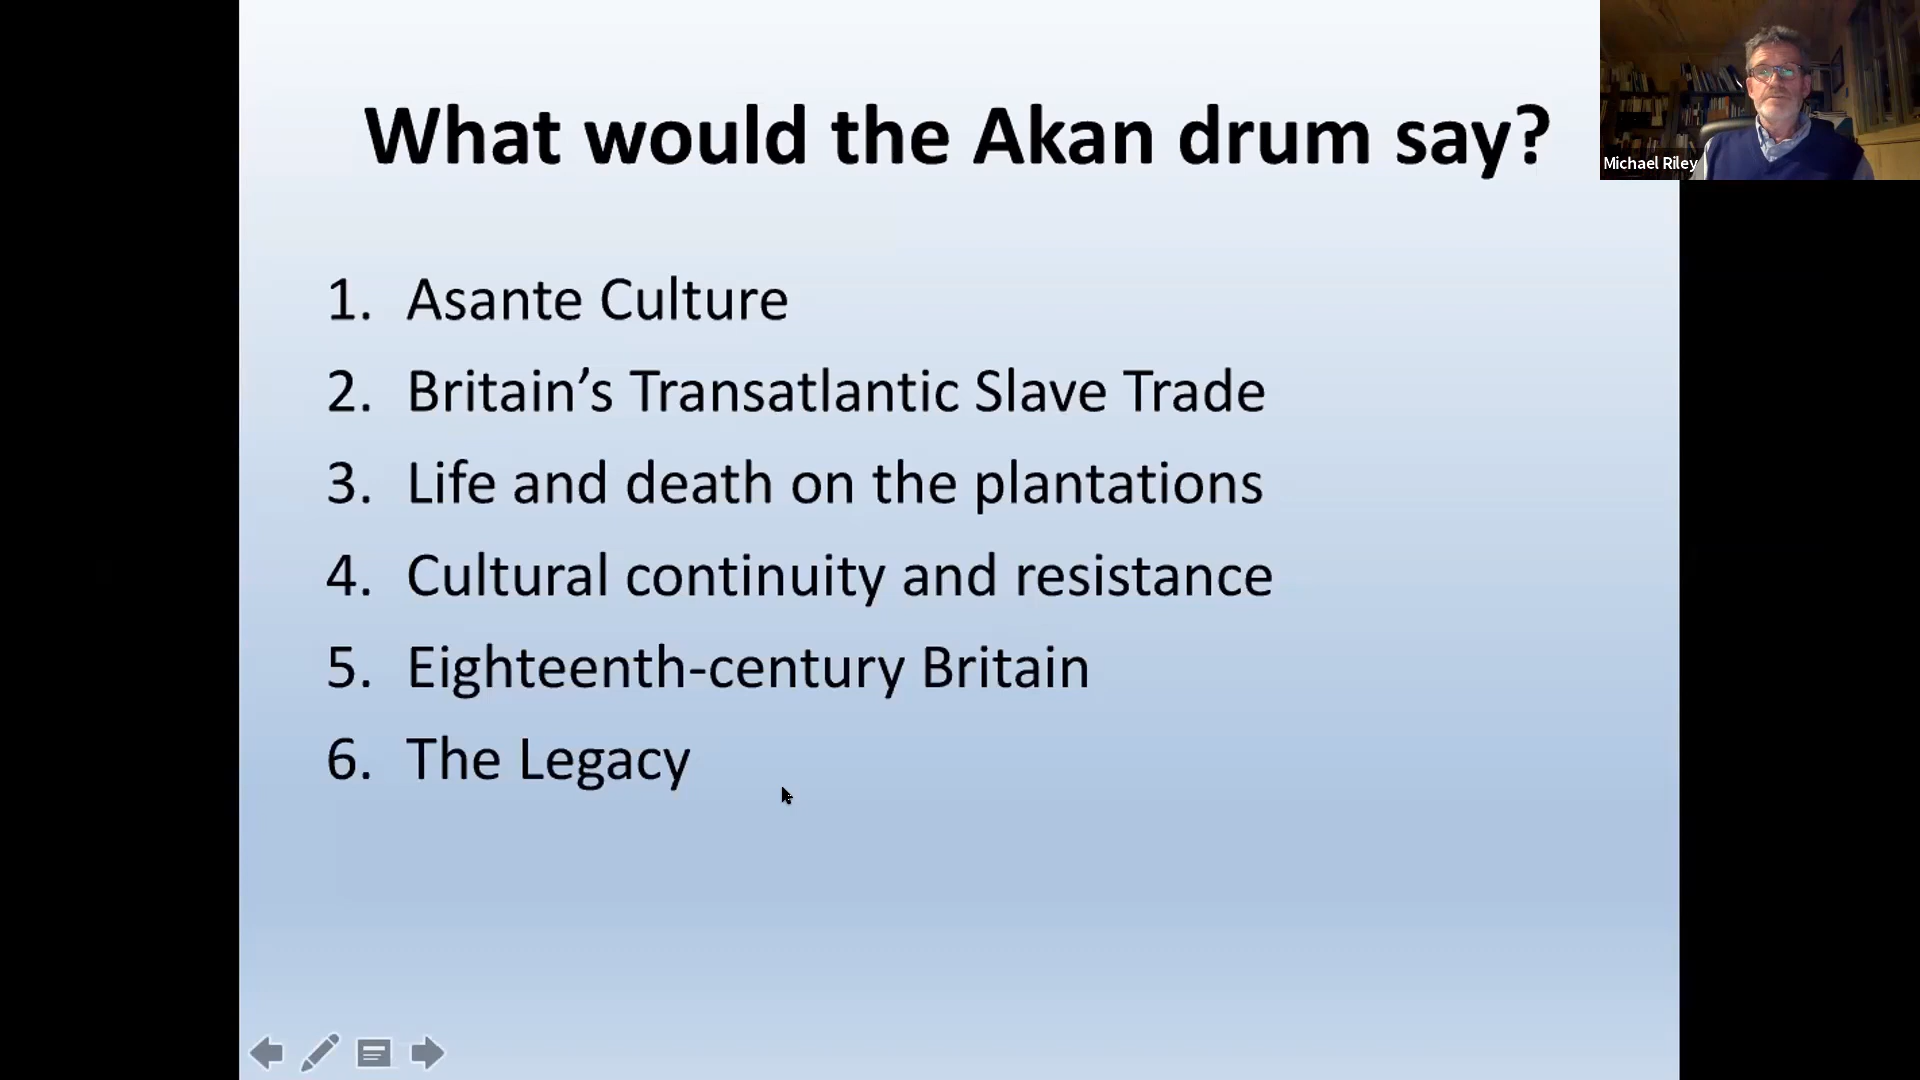 What would the Akan drum say?
Michael Riley
1. Asante Culture
2. Britain’s Transatlantic Slave Trade
3. Life and death on the plantations
4. Cultural continuity and resistance
5. Eighteenth-century Britain
6. The Legacy